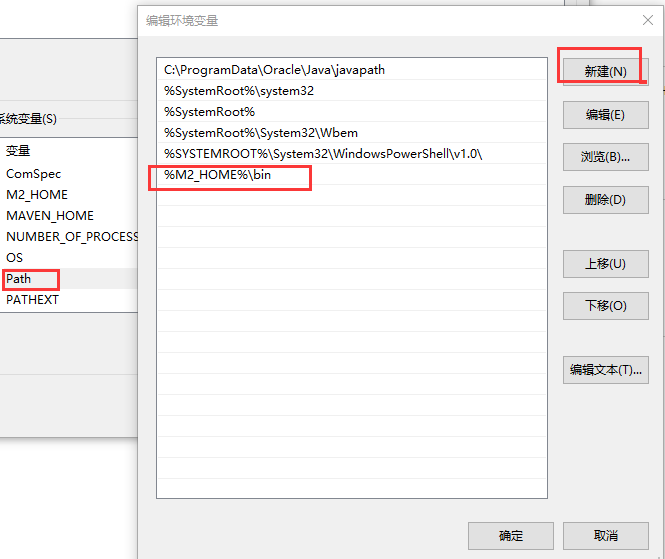 编辑环境变量
C:\ProgramData\Oracle\Java\javapath
%SystemRoot%\system32
%SystemRoot%
%SystemRoot%\System32\Wbem
%SYSTEMROOT%\System32\WindowsPowerShell\v1.0\
%M2_HOME%\bin
新建(N)
编辑(E)
浏览(B)...
删除(D)
上移(U)
下移(O)
编辑文本(T)...
确定
取消
系统变量(S)
变量
ComSpec
M2_HOME
MAVEN_HOME
NUMBER_OF_PROCESS
OS
Path
PATHEXT